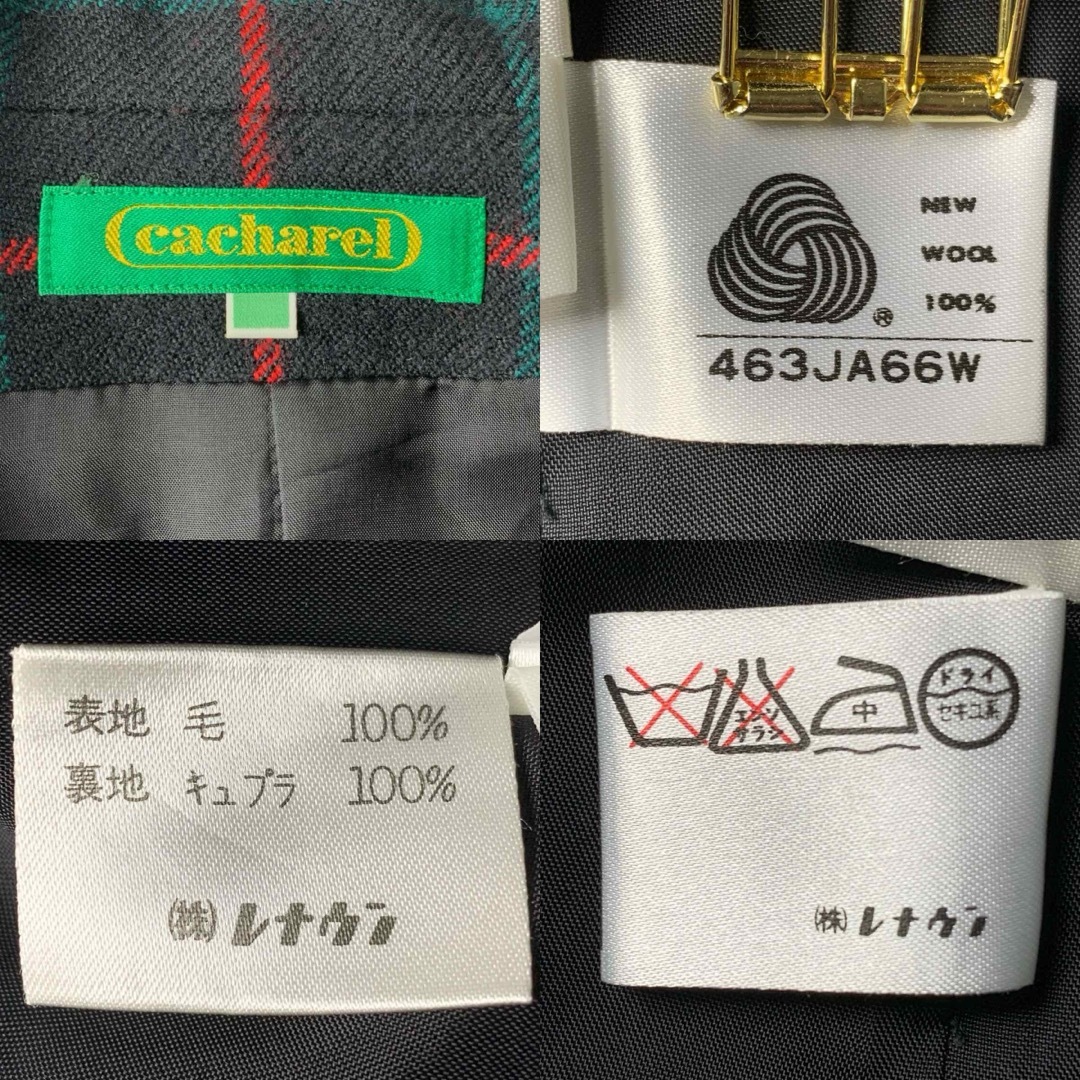 cacharel
NEW
WOOL
100%
®
463JA66W
表地 毛 100%
裏地 キュプラ 100%
㈱レナウン
エンソ
サラシ
中
ドライ
セキユ系
㈱レナウン